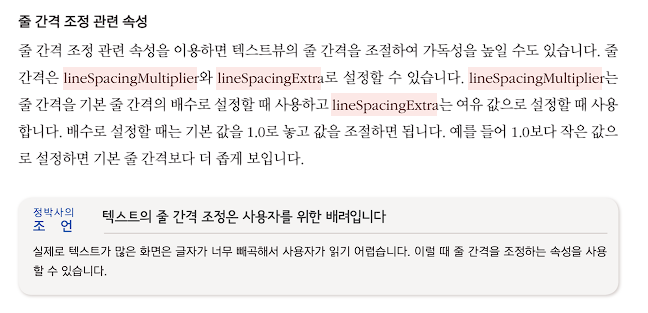 줄 간격 조정 관련 속성
줄 간격 조정 관련 속성을 이용하면 텍스트뷰의 줄 간격을 조절하여 가독성을 높일 수도 있습니다. 줄
간격은 lineSpacingMultiplier와 lineSpacingExtra로 설정할 수 있습니다. lineSpacingMultiplier는
줄 간격을 기본 줄 간격의 배수로 설정할 때 사용하고 lineSpacingExtra는 여유 값으로 설정할 때 사용
합니다. 배수로 설정할 때는 기본 값을 1.0로 놓고 값을 조절하면 됩니다. 예를 들어 1.0보다 작은 값으
로 설정하면 기본 줄 간격보다 더 좁게 보입니다.
정박사의
조 언
텍스트의 줄 간격 조정은 사용자를 위한 배려입니다
실제로 텍스트가 많은 화면은 글자가 너무 빼곡해서 사용자가 읽기 어렵습니다. 이럴 때 줄 간격을 조정하는 속성을 사용
할 수 있습니다.